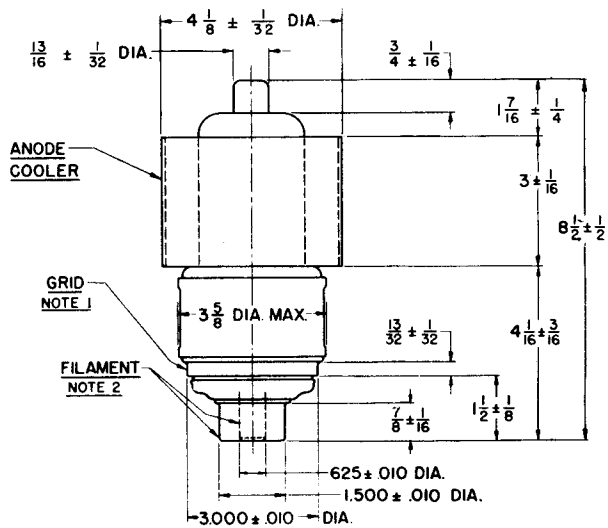 4 1/8 ± 1/32 DIA.
13/16 ± 1/32 DIA.
3/4 ± 1/16
1 7/16 ± 1/4
ANODE
COOLER
3 ± 1/16
8 1/2 ± 1/2
GRID
NOTE 1
3 5/8 DIA. MAX.
13/32 ± 1/32
4 1/16 ± 3/16
FILAMENT
NOTE 2
7/8 ± 1/16
1 1/2 ± 1/8
.625 ± .010 DIA.
1.500 ± .010 DIA.
3.000 ± .010 DIA.